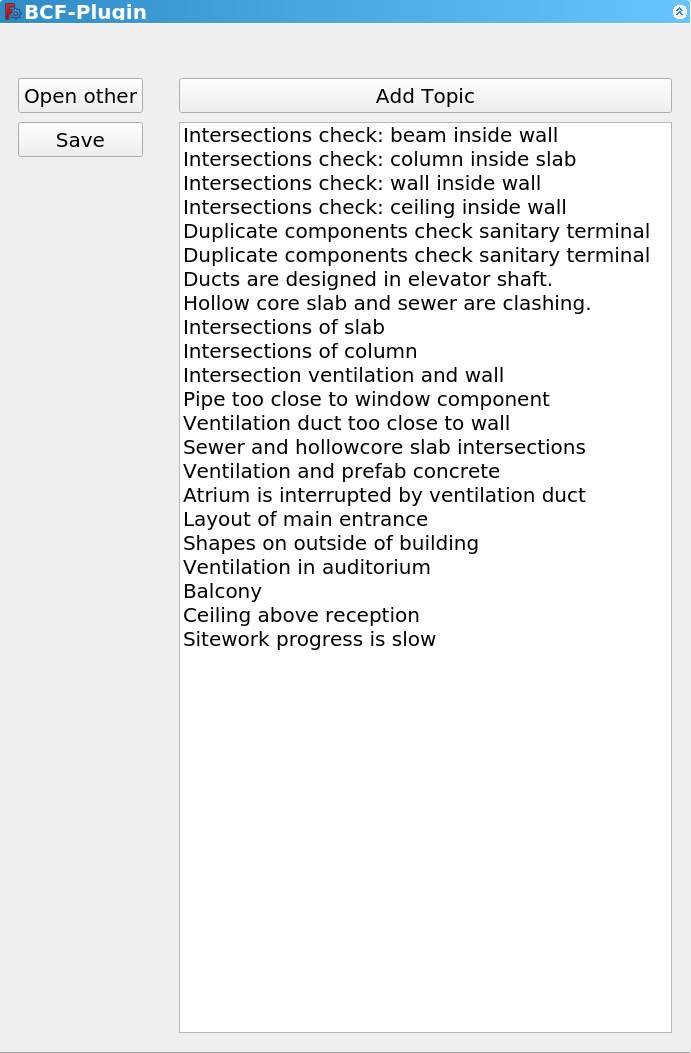 BCF-Plugin
Open other
Add Topic
Save
Intersections check: beam inside wall
Intersections check: column inside slab
Intersections check: wall inside wall
Intersections check: ceiling inside wall
Duplicate components check sanitary terminal
Duplicate components check sanitary terminal
Ducts are designed in elevator shaft.
Hollow core slab and sewer are clashing.
Intersections of slab
Intersections of column
Intersection ventilation and wall
Pipe too close to window component
Ventilation duct too close to wall
Sewer and hollowcore slab intersections
Ventilation and prefab concrete
Atrium is interrupted by ventilation duct
Layout of main entrance
Shapes on outside of building
Ventilation in auditorium
Balcony
Ceiling above reception
Sitework progress is slow